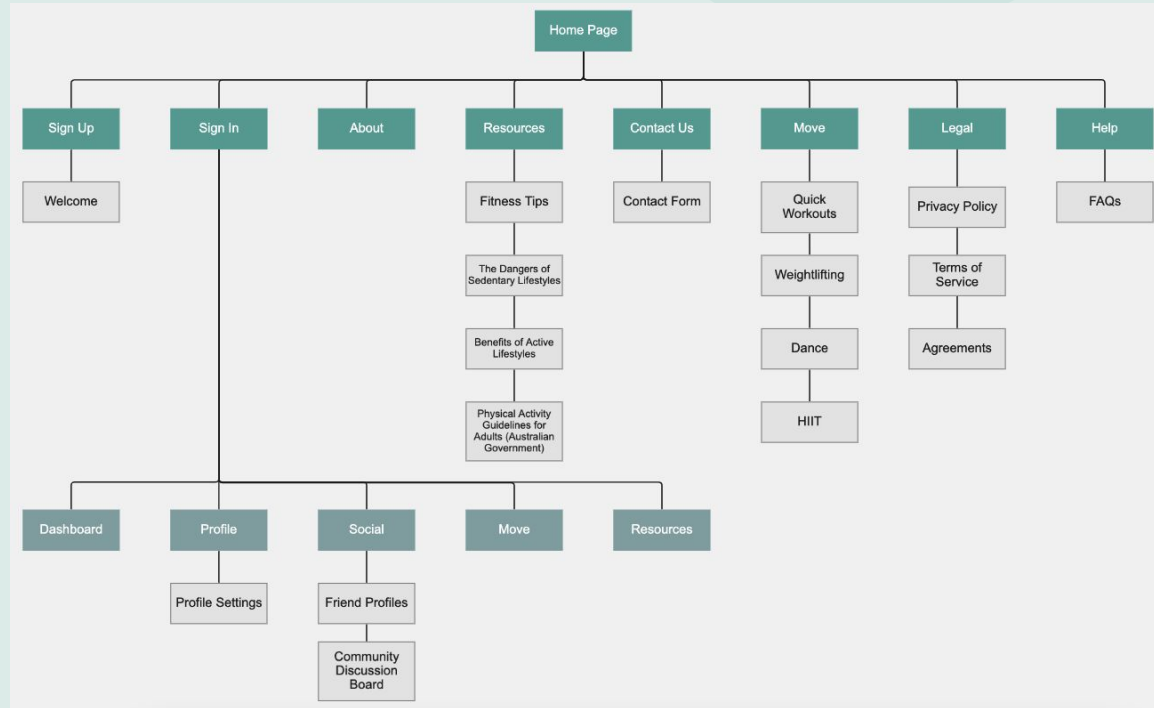 Home Page
Sign Up
Sign In
About
Resources
Contact Us
Move
Legal
Help
Welcome
Fitness Tips
Contact Form
Quick
Workouts
Privacy Policy
FAQs
The Dangers of
Sedentary Lifestyles
Weightlifting
Terms of
Service
Benefits of Active
Lifestyles
Dance
Agreements
Physical Activity
Guidelines for
Adults (Australian
Government)
HIIT
Dashboard
Profile
Social
Move
Resources
Profile Settings
Friend Profiles
Community
Discussion
Board